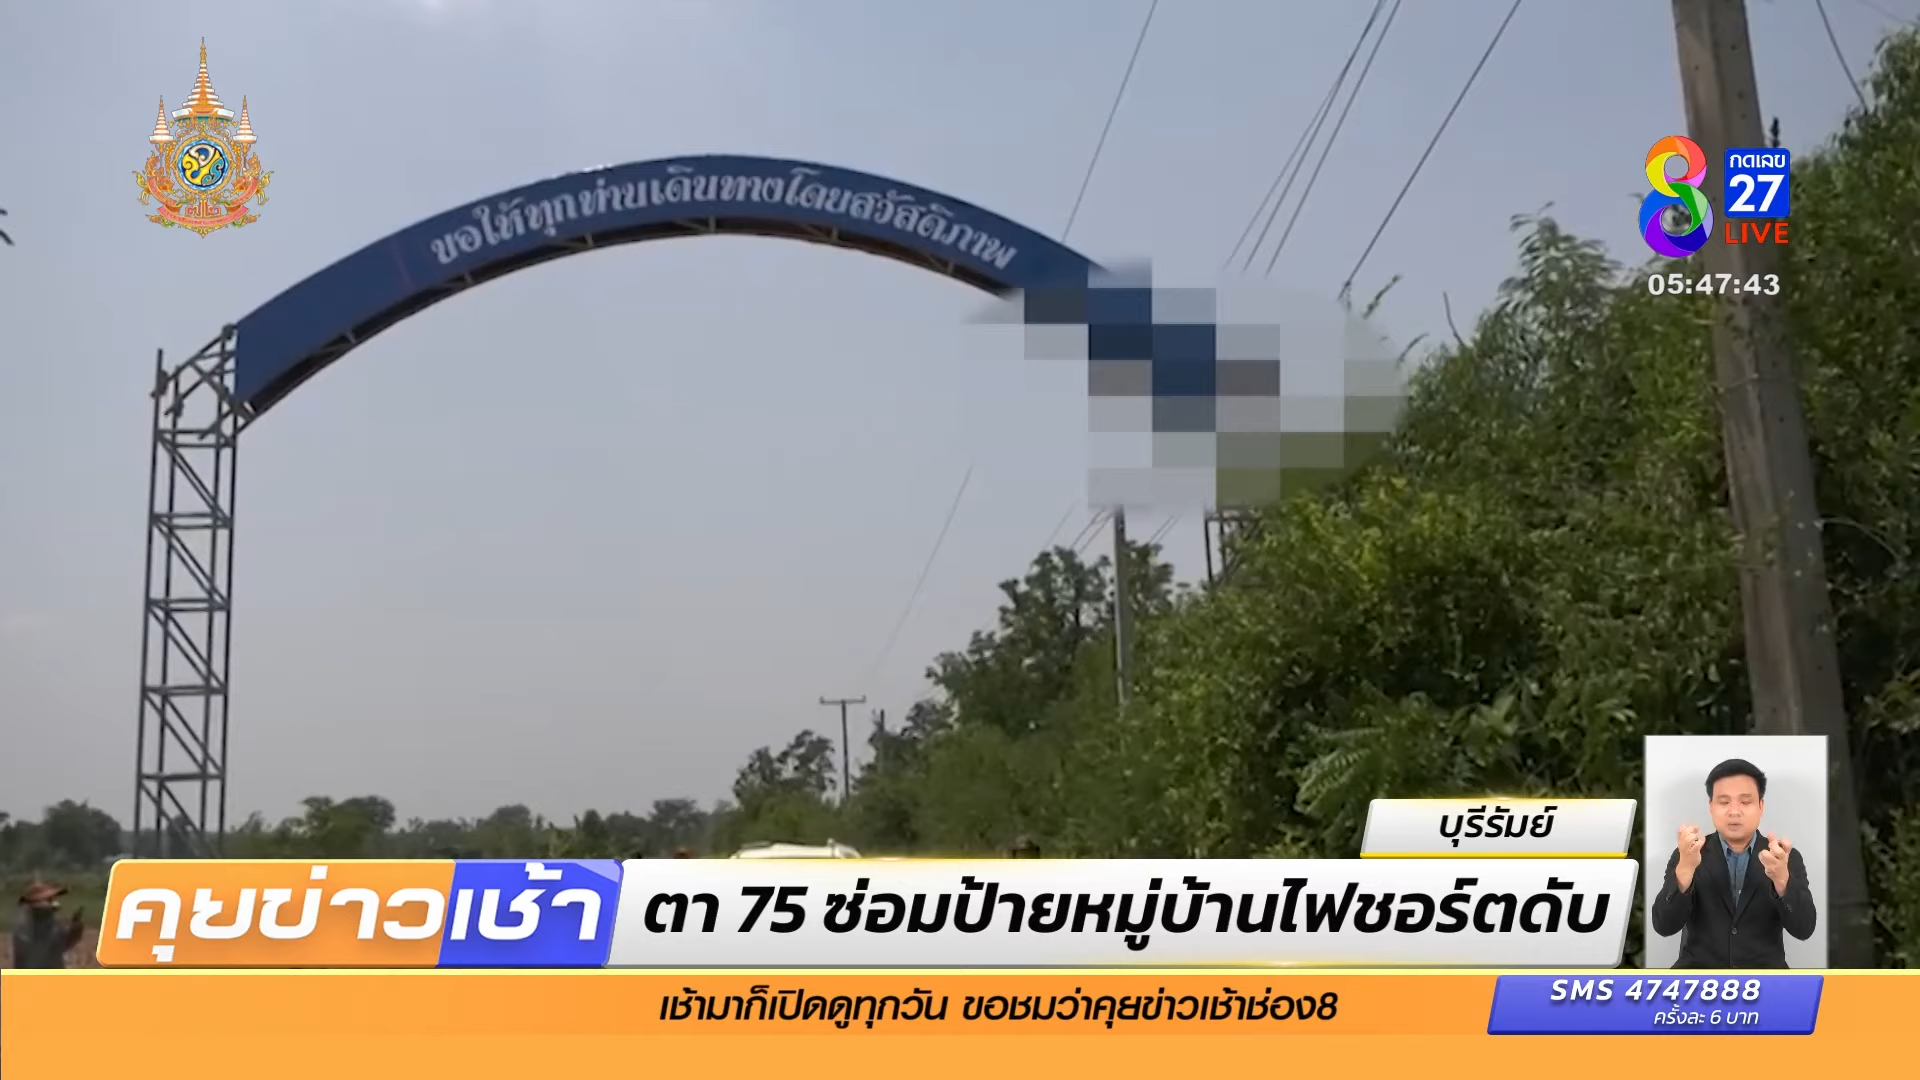 ขอให้ทุกท่านเดินทางโดยสวัสดิภาพ
8 กดเลข
27
LIVE
05:47:43
บุรีรัมย์
คุยข่าวเช้า ตา 75 ซ่อมป้ายหมู่บ้านไฟชอร์ตดับ
เช้ามาก็เปิดดูทุกวัน ขอชมว่าคุยข่าวเช้าช่อง8
SMS 4747888
ครั้งละ 6 บาท